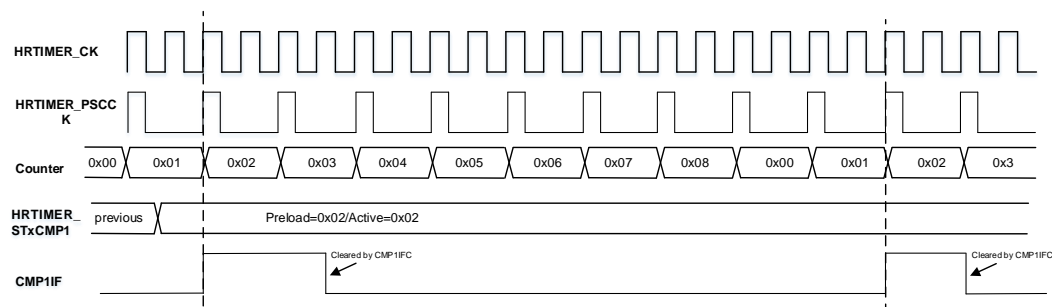 HRTIMER_CK
HRTIMER_PSCC
K
Counter 0x00 0x01 0x02 0x03 0x04 0x05 0x06 0x07 0x08 0x00 0x01 0x02 0x3
HRTIMER_
STxCMP1
previous Preload=0x02/Active=0x02
Cleared by CMP1IFC Cleared by CMP1IFC
CMP1IF